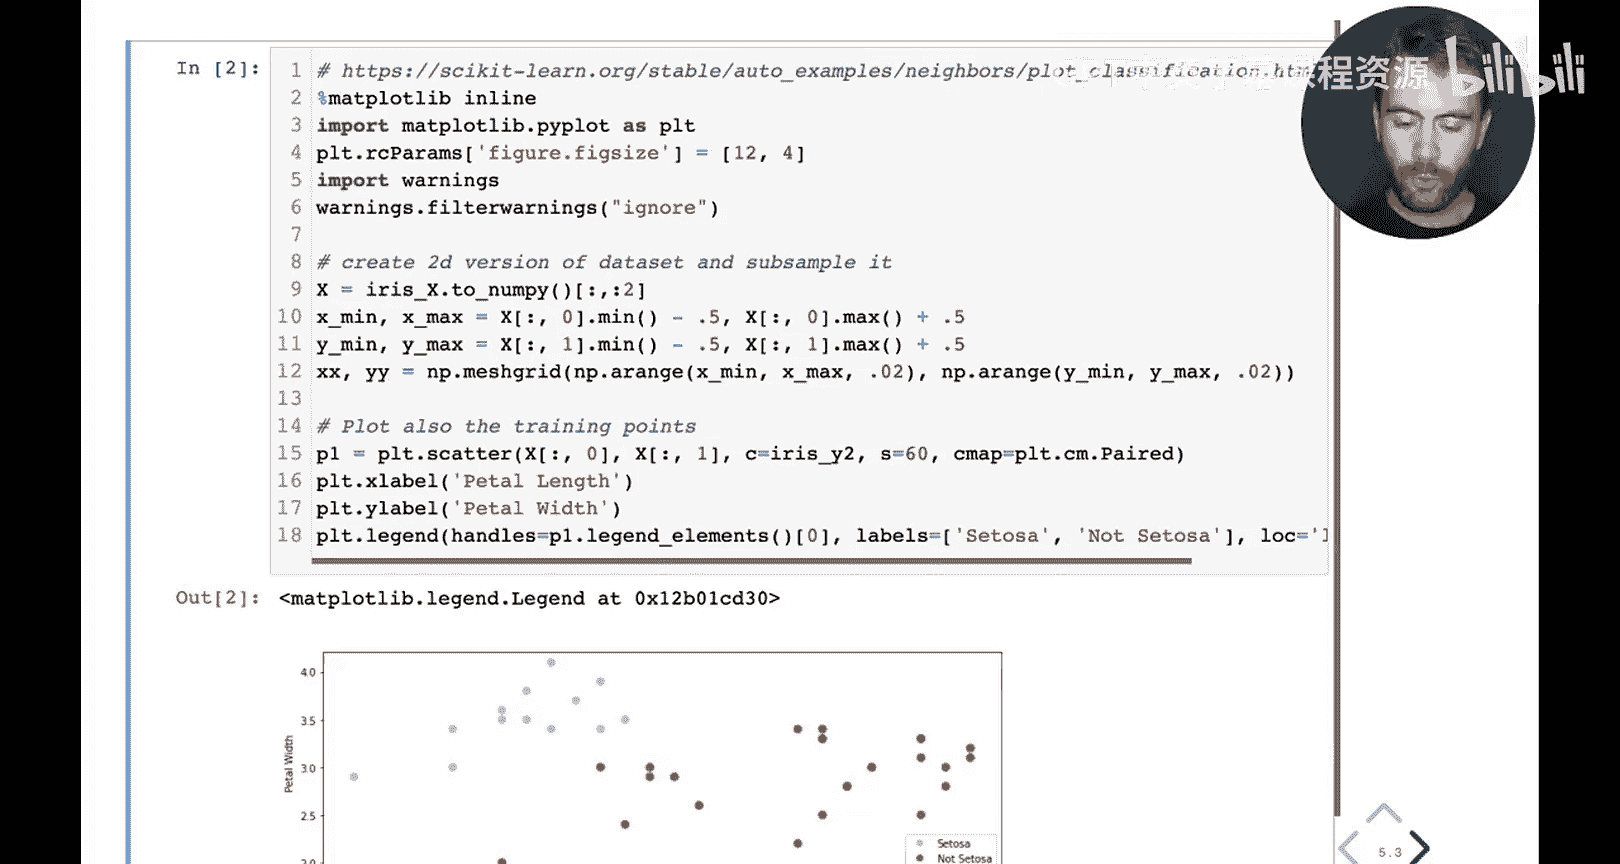 In [2]:
1 # https://scikit-learn.org/stable/auto_examples/neighbors/plot_classification.htm
2 %matplotlib inline
3 import matplotlib.pyplot as plt
4 plt.rcParams['figure.figsize'] = [12, 4]
5 import warnings
6 warnings.filterwarnings("ignore")
7
8 # create 2d version of dataset and subsample it
9 X = iris_X.to_numpy()[:,:2]
10 x_min, x_max = X[:, 0].min() - .5, X[:, 0].max() + .5
11 y_min, y_max = X[:, 1].min() - .5, X[:, 1].max() + .5
12 xx, yy = np.meshgrid(np.arange(x_min, x_max, .02), np.arange(y_min, y_max, .02))
13
14 # Plot also the training points
15 p1 = plt.scatter(X[:, 0], X[:, 1], c=iris_y2, s=60, cmap=plt.cm.Paired)
16 plt.xlabel('Petal Length')
17 plt.ylabel('Petal Width')
18 plt.legend(handles=p1.legend_elements()[0], labels=['Setosa', 'Not Setosa'], loc='l
课程资源 bilibili
Out[2]: <matplotlib.legend.Legend at 0x12b01cd30>
4.0
3.5
3.0
2.5
2.0
Petal Width
Setosa
Not Setosa
5.3